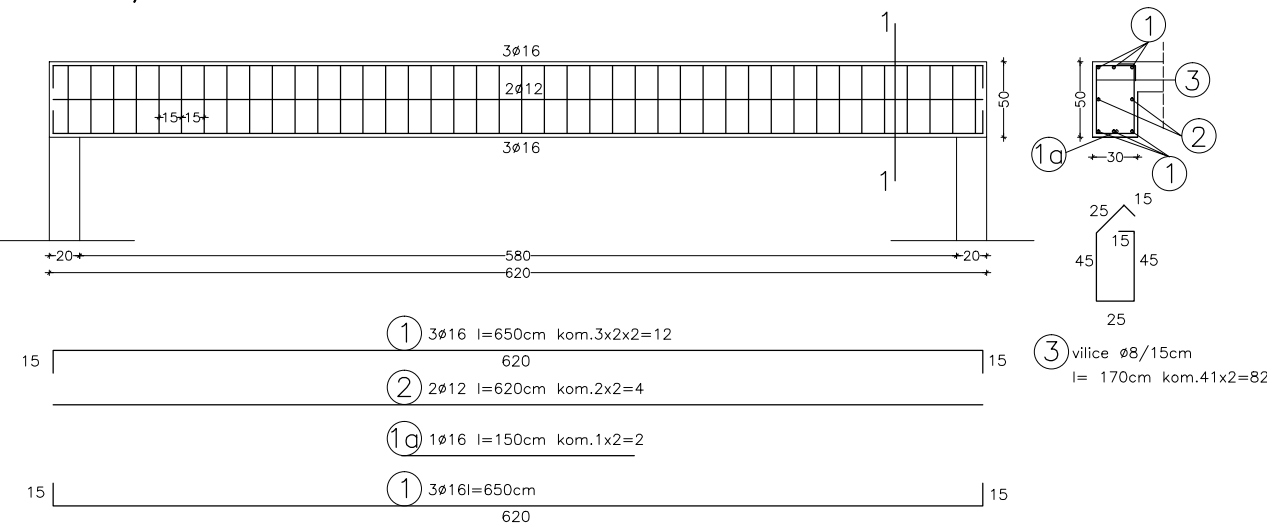 1
1
3ø16
3
2ø12
50
50
15 15
2
3ø16
1a
30
1
1
15
25
15
20 580 20
45 45
620
25
1 3ø16 l=650cm kom.3x2x2=12
15 620 15
3 vilice ø8/15cm
l= 170cm kom.41x2=82
2 2ø12 l=620cm kom.2x2=4
1a 1ø16 l=150cm kom.1x2=2
1 3ø16l=650cm
15 620 15